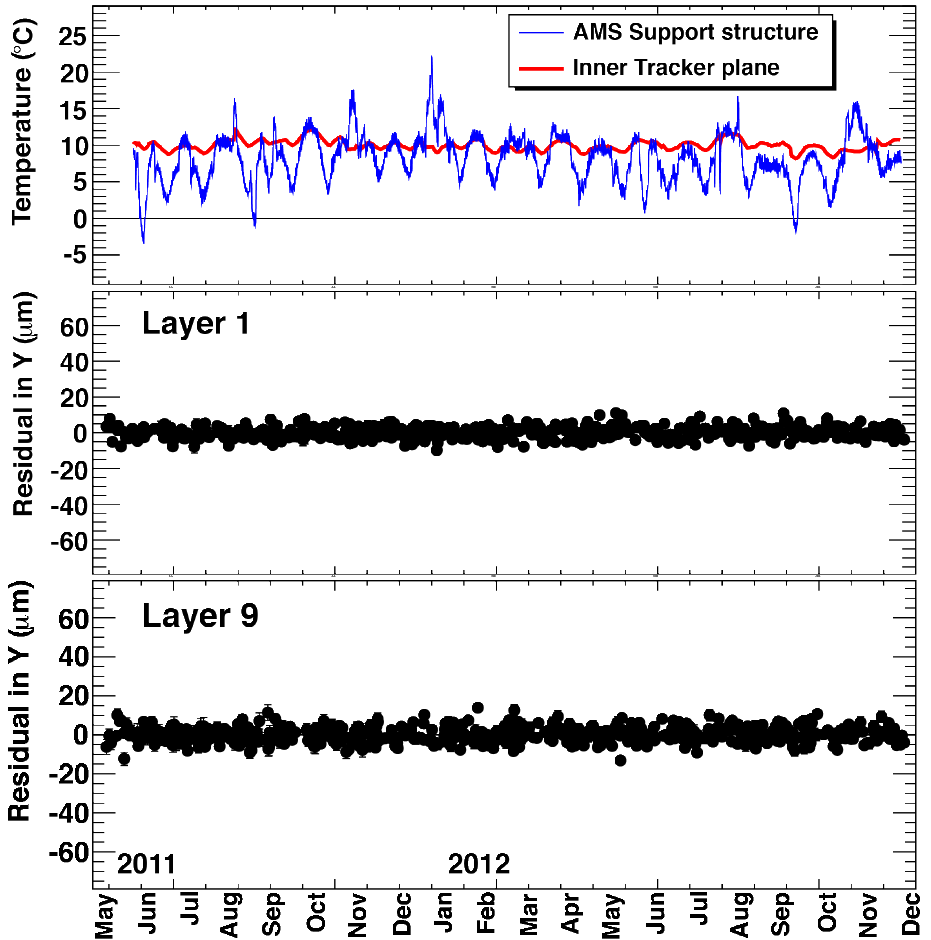 Temperature (°C)
25
20
15
10
5
0
-5
AMS Support structure
Inner Tracker plane
Residual in Y (μm)
60
40
20
0
-20
-40
-60
Layer 1
Residual in Y (μm)
60
40
20
0
-20
-40
-60
Layer 9
2011 2012
May Jun Jul Aug Sep Oct Nov Dec Jan Feb Mar Apr May Jun Jul Aug Sep Oct Nov Dec